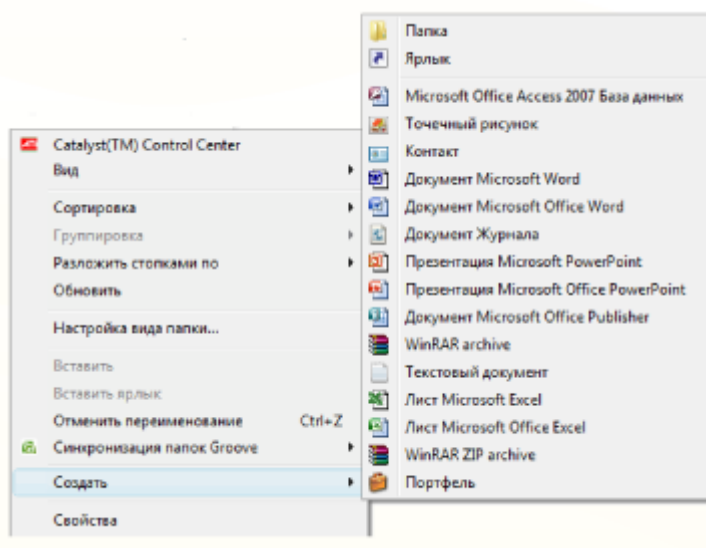 Папка
Ярлык
Microsoft Office Access 2007 База данных
Точечный рисунок
Контакт
Документ Microsoft Word
Документ Microsoft Office Word
Документ Журнала
Презентация Microsoft PowerPoint
Презентация Microsoft Office PowerPoint
Документ Microsoft Office Publisher
WinRAR archive
Текстовый документ
Лист Microsoft Excel
Лист Microsoft Office Excel
WinRAR ZIP archive
Портфель
Catalyst(TM) Control Center
Вид
Сортировка
Группировка
Разложить стопками по
Обновить
Настройка вида папки...
Вставить
Вставить ярлык
Отменить переименование Ctrl+Z
Синхронизация папок Groove
Создать
Свойства